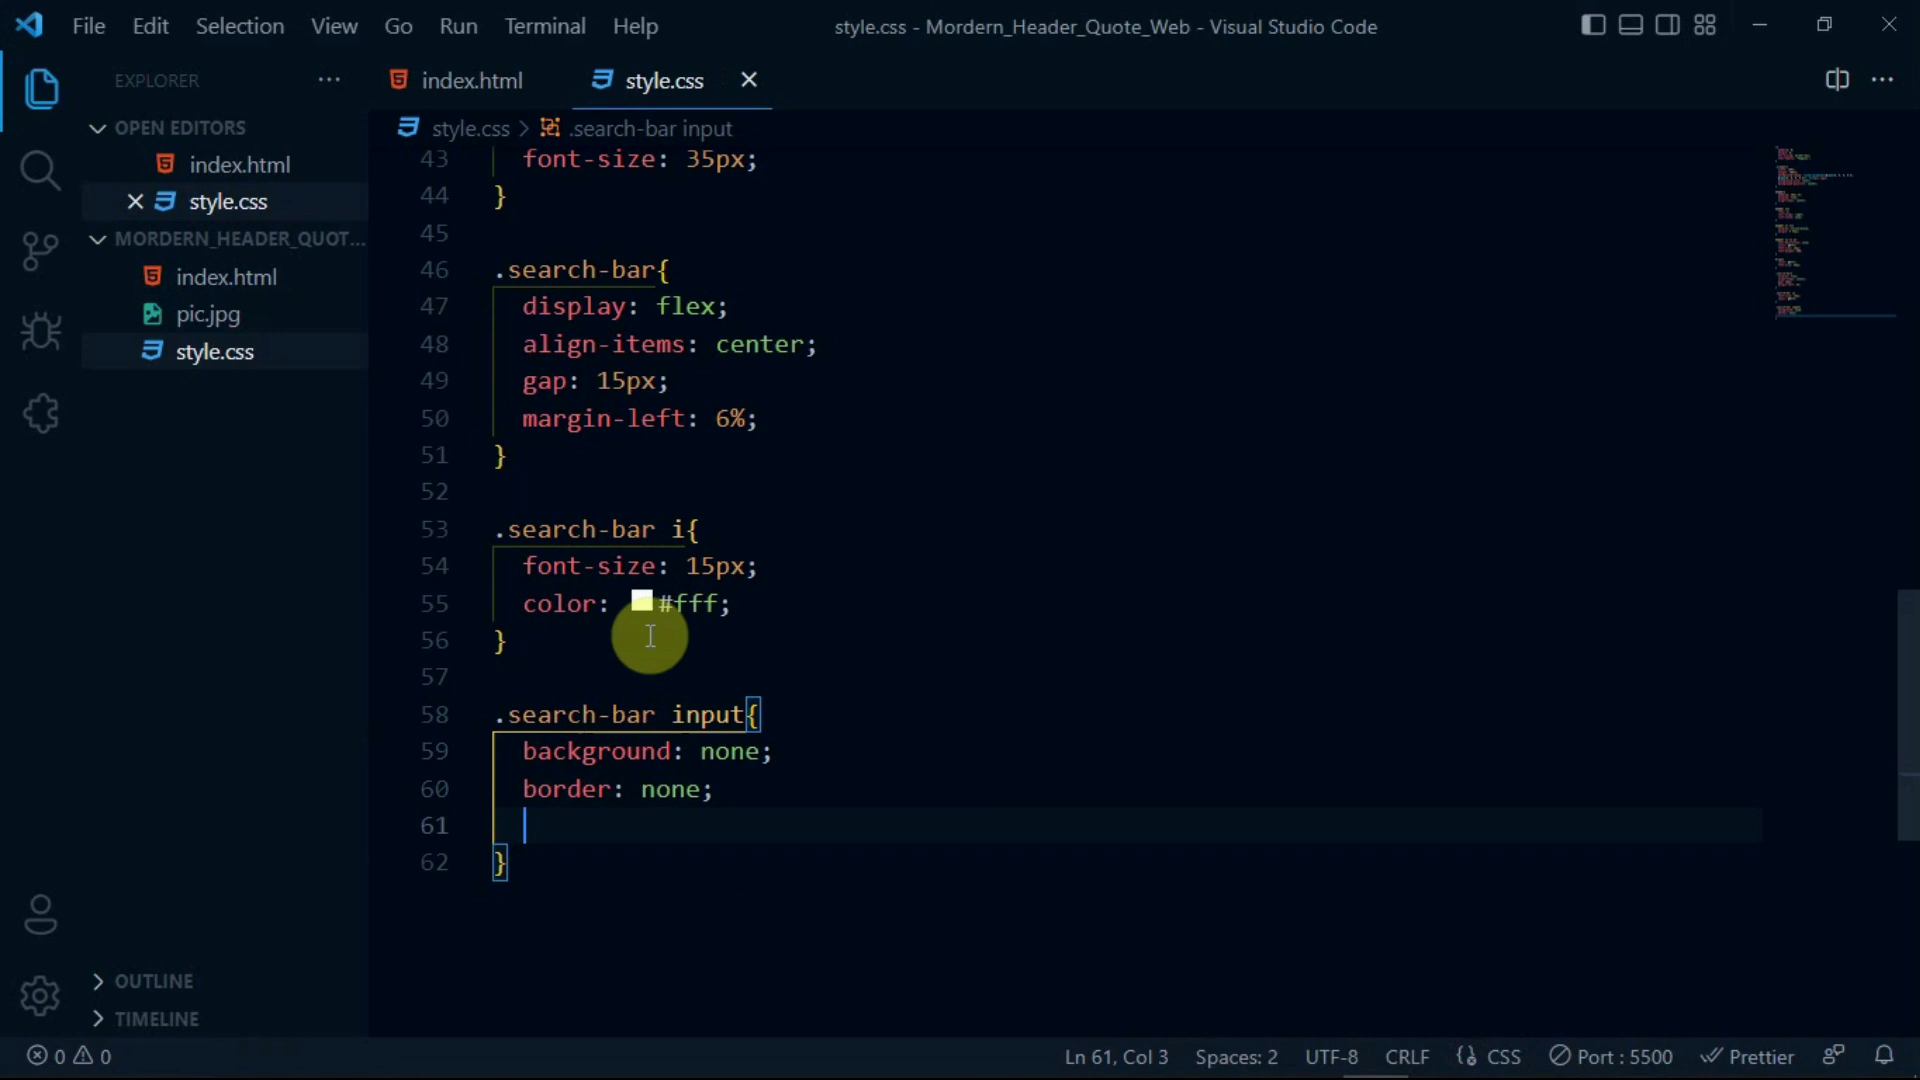 File Edit Selection View Go Run Terminal Help
style.css - Mordern_Header_Quote_Web - Visual Studio Code
EXPLORER
OPEN EDITORS
index.html
style.css
MORDERN_HEADER_QUOT...
index.html
pic.jpg
style.css
OUTLINE
TIMELINE
index.html
style.css
style.css > .search-bar input
43 font-size: 35px;
44 }
45
46 .search-bar{
47 display: flex;
48 align-items: center;
49 gap: 15px;
50 margin-left: 6%;
51 }
52
53 .search-bar i{
54 font-size: 15px;
55 color: #fff;
56 }
57
58 .search-bar input{
59 background: none;
60 border: none;
61
62 }
0 0
Ln 61, Col 3 Spaces: 2 UTF-8 CRLF CSS Port : 5500 Prettier